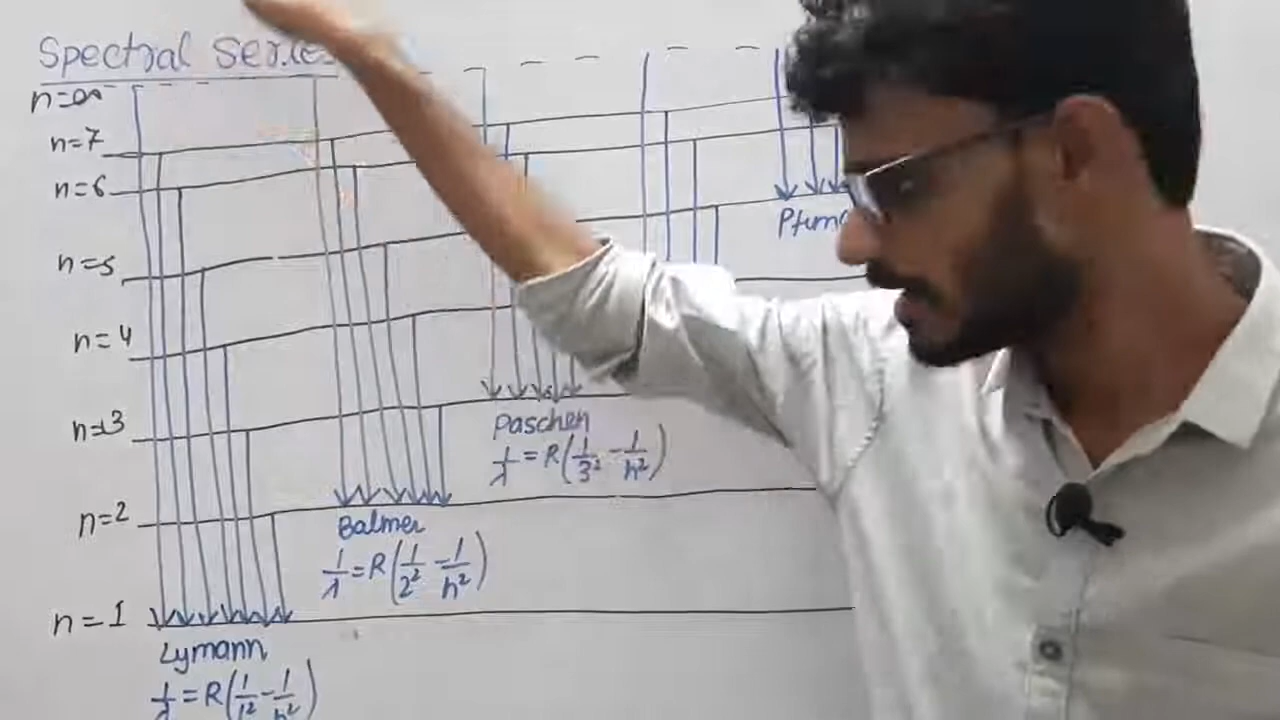 Spectral Series
n=∞
n=7
n=6
n=5
n=4
n=3
n=2
n=1
Paschen
1/λ = R(1/3² - 1/n²)
Balmer
1/λ = R(1/2² - 1/n²)
Lymann
1/λ = R(1/1² - 1/n²)